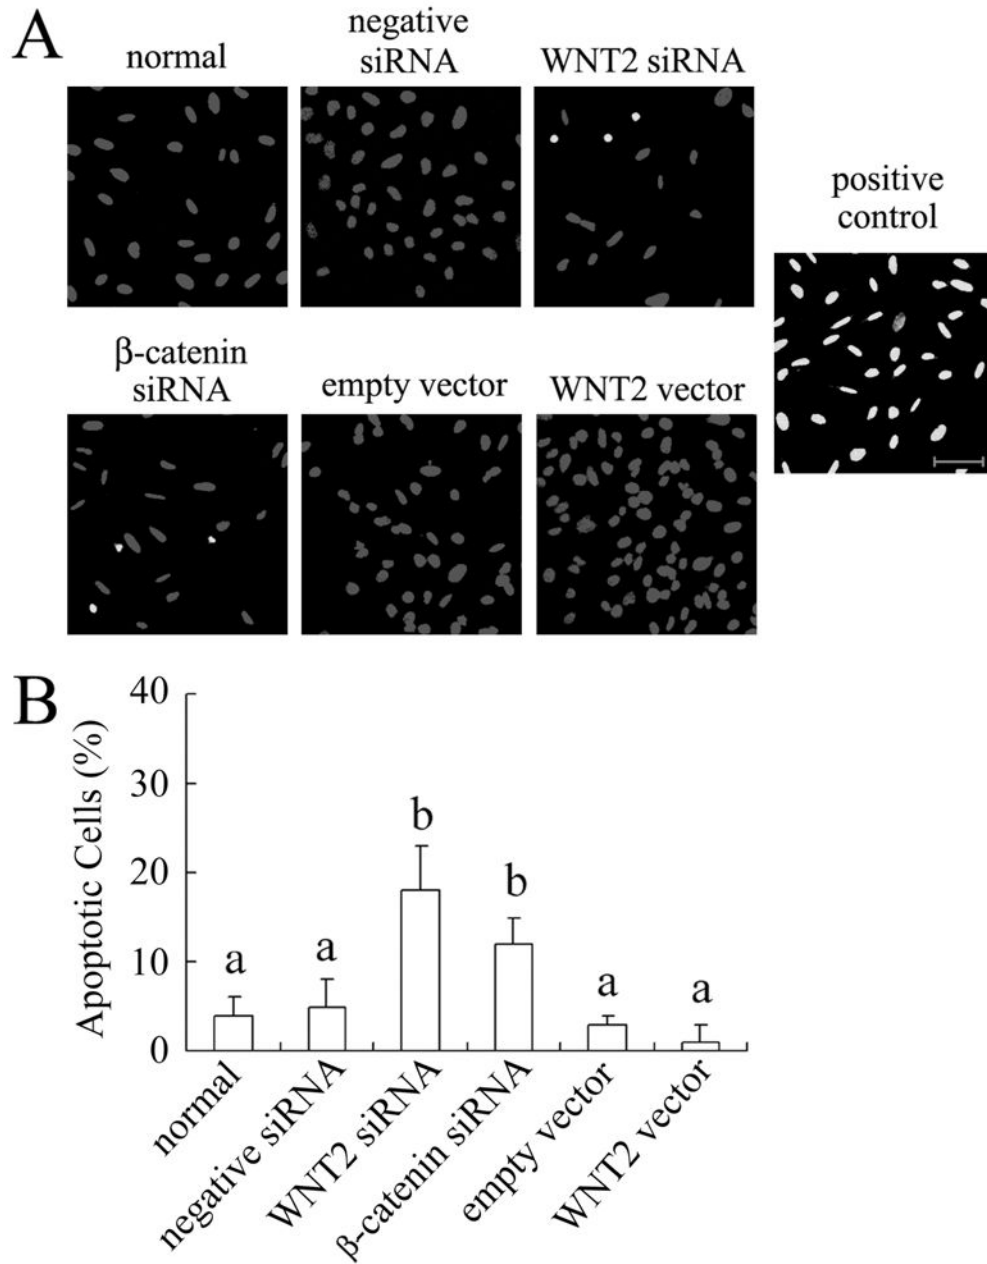 A
normal
negative
siRNA
WNT2 siRNA
positive
control
β-catenin
siRNA
empty vector
WNT2 vector
B
Apoptotic Cells (%)
40
30
20
10
0
a
a
b
b
a
a
normal
negative siRNA
WNT2 siRNA
β-catenin siRNA
empty vector
WNT2 vector